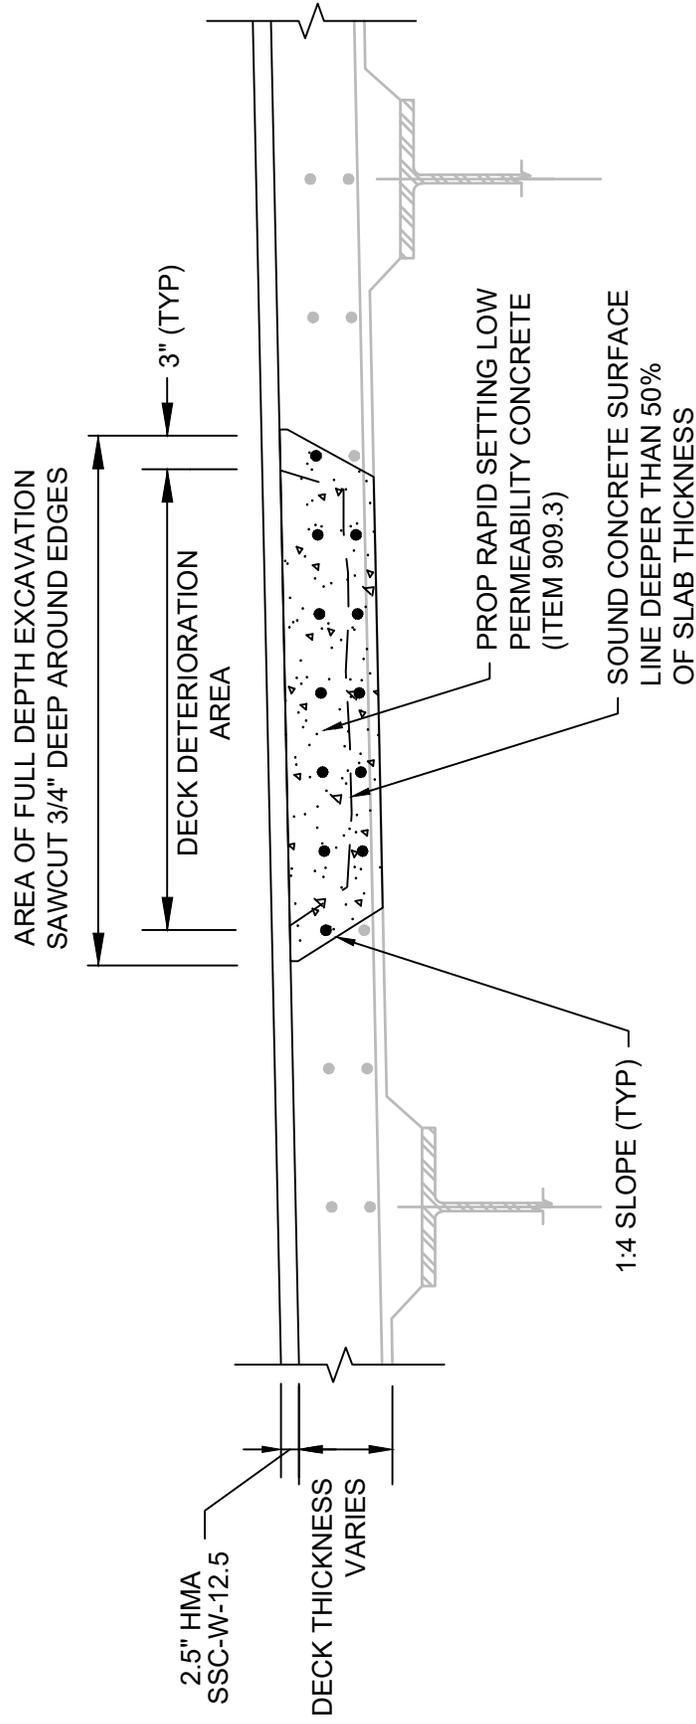 AREA OF FULL DEPTH EXCAVATION
SAWCUT 3/4" DEEP AROUND EDGES
3" (TYP)
DECK DETERIORATION
AREA
2.5" HMA
SSC-W-12.5
DECK THICKNESS
VARIES
PROP RAPID SETTING LOW
PERMEABILITY CONCRETE
(ITEM 909.3)
SOUND CONCRETE SURFACE
LINE DEEPER THAN 50%
OF SLAB THICKNESS
1:4 SLOPE (TYP)